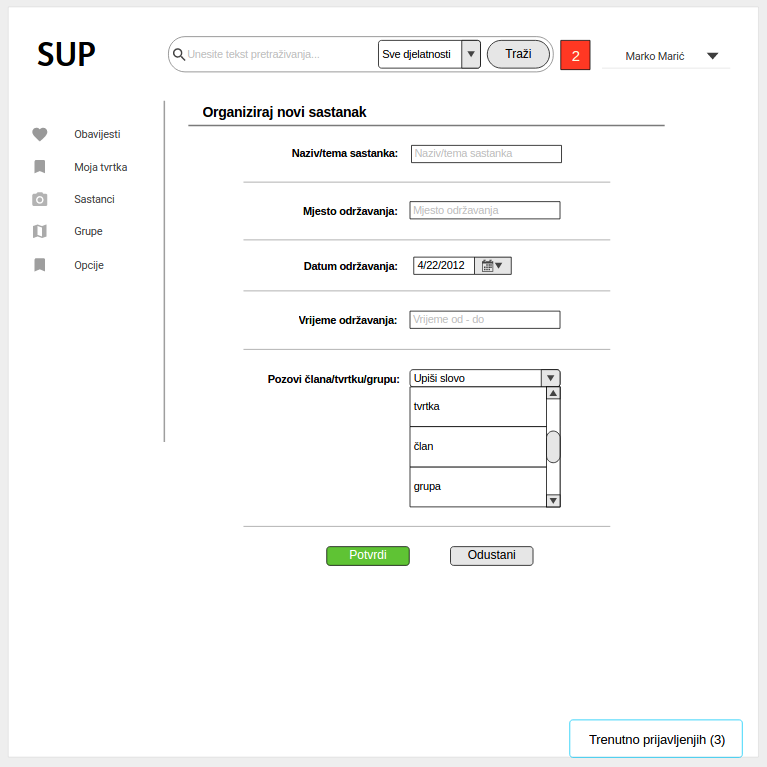 SUP
Unesite tekst pretraživanja...
Sve djelatnosti
Traži
2
Marko Marić
Obavijesti
Moja tvrtka
Sastanci
Grupe
Opcije
Organiziraj novi sastanak
Naziv/tema sastanka: Naziv/tema sastanka
Mjesto održavanja: Mjesto održavanja
Datum održavanja: 4/22/2012
Vrijeme održavanja: Vrijeme od - do
Pozovi člana/tvrtku/grupu: Upiši slovo
tvrtka
član
grupa
Potvrdi
Odustani
Trenutno prijavljenjih (3)